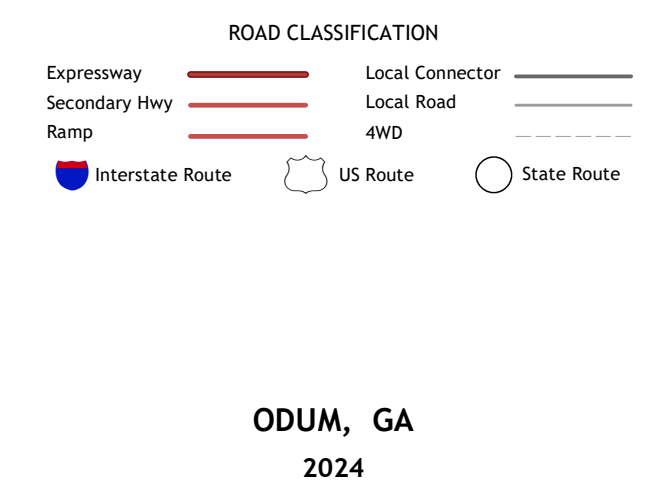 ROAD CLASSIFICATION
Expressway
Local Connector
Secondary Hwy
Local Road
Ramp
4WD
Interstate Route
US Route
State Route
ODUM, GA
2024